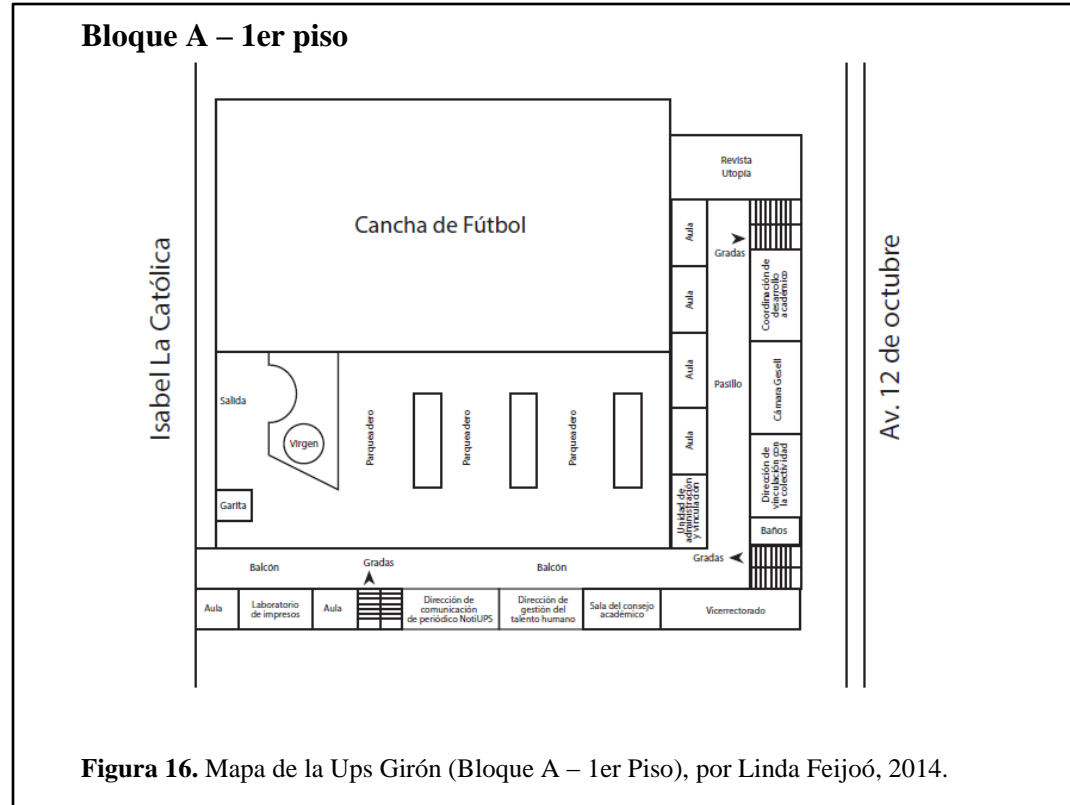 Bloque A – 1er piso
Revista
Utopía
Cancha de Fútbol
Isabel La Católica
Av. 12 de octubre
Aula
Gradas
Coordinación de
desarrollo
académico
Aula
Aula
Pasillo
Cámara Gesell
Salida
Virgen
Parqueadero
Parqueadero
Parqueadero
Aula
Dirección de
vinculación con
la colectividad
Garita
Unidad de
administración
y vinculación
Baños
Gradas
Balcón
Gradas
Balcón
Aula
Laboratorio
de impresos
Aula
Dirección de
comunicación
de periódico NotiUPS
Dirección de
gestión del
talento humano
Sala del consejo
académico
Vicerrectorado
Figura 16. Mapa de la Ups Girón (Bloque A – 1er Piso), por Linda Feijoó, 2014.